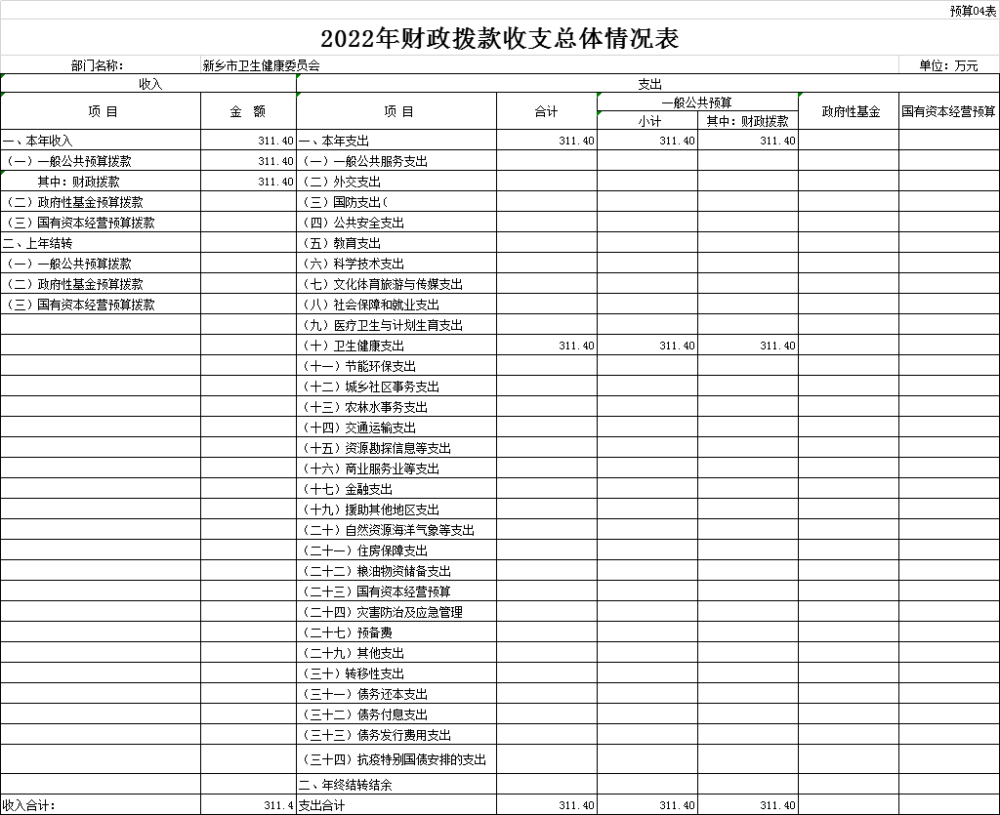 预算04表
2022年财政拨款收支总体情况表
部门名称： 新乡市卫生健康委员会 单位：万元
收入 支出
项 目 金 额 项 目 合计 一般公共预算 政府性基金 国有资本经营预算
小计 其中：财政拨款
一、本年收入 311.40 一、本年支出 311.40 311.40 311.40
（一）一般公共预算拨款 311.40 （一）一般公共服务支出
其中：财政拨款 311.40 （二）外交支出
（二）政府性基金预算拨款 （三）国防支出(
（三）国有资本经营预算拨款 （四）公共安全支出
二、上年结转 （五）教育支出
（一）一般公共预算拨款 （六）科学技术支出
（二）政府性基金预算拨款 （七）文化体育旅游与传媒支出
（三）国有资本经营预算拨款 （八）社会保障和就业支出
（九）医疗卫生与计划生育支出
（十）卫生健康支出 311.40 311.40 311.40
（十一）节能环保支出
（十二）城乡社区事务支出
（十三）农林水事务支出
（十四）交通运输支出
（十五）资源勘探信息等支出
（十六）商业服务业等支出
（十七）金融支出
（十九）援助其他地区支出
（二十）自然资源海洋气象等支出
（二十一）住房保障支出
（二十二）粮油物资储备支出
（二十三）国有资本经营预算
（二十四）灾害防治及应急管理
（二十七）预备费
（二十九）其他支出
（三十）转移性支出
（三十一）债务还本支出
（三十二）债务付息支出
（三十三）债务发行费用支出
（三十四）抗疫特别国债安排的支出
二、年终结转结余
收入合计： 311.4 支出合计 311.40 311.40 311.40